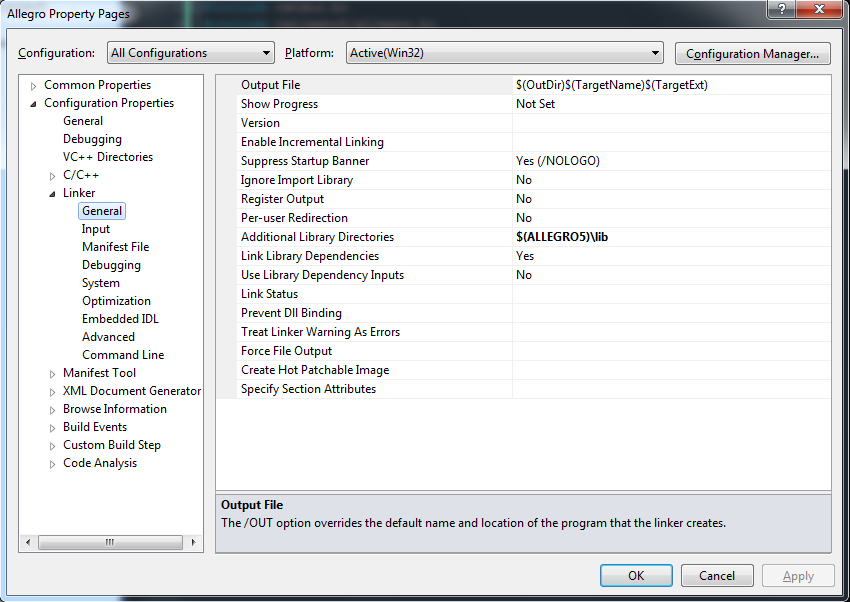 Allegro Property Pages
Configuration: All Configurations Platform: Active(Win32) Configuration Manager...
Common Properties
Configuration Properties
General
Debugging
VC++ Directories
C/C++
Linker
General
Input
Manifest File
Debugging
System
Optimization
Embedded IDL
Advanced
Command Line
Manifest Tool
XML Document Generator
Browse Information
Build Events
Custom Build Step
Code Analysis
Output File $(OutDir)$(TargetName)$(TargetExt)
Show Progress Not Set
Version
Enable Incremental Linking
Suppress Startup Banner Yes (/NOLOGO)
Ignore Import Library No
Register Output No
Per-user Redirection No
Additional Library Directories $(ALLEGRO5)\lib
Link Library Dependencies Yes
Use Library Dependency Inputs No
Link Status
Prevent Dll Binding
Treat Linker Warning As Errors
Force File Output
Create Hot Patchable Image
Specify Section Attributes
Output File
The /OUT option overrides the default name and location of the program that the linker creates.
OK Cancel Apply